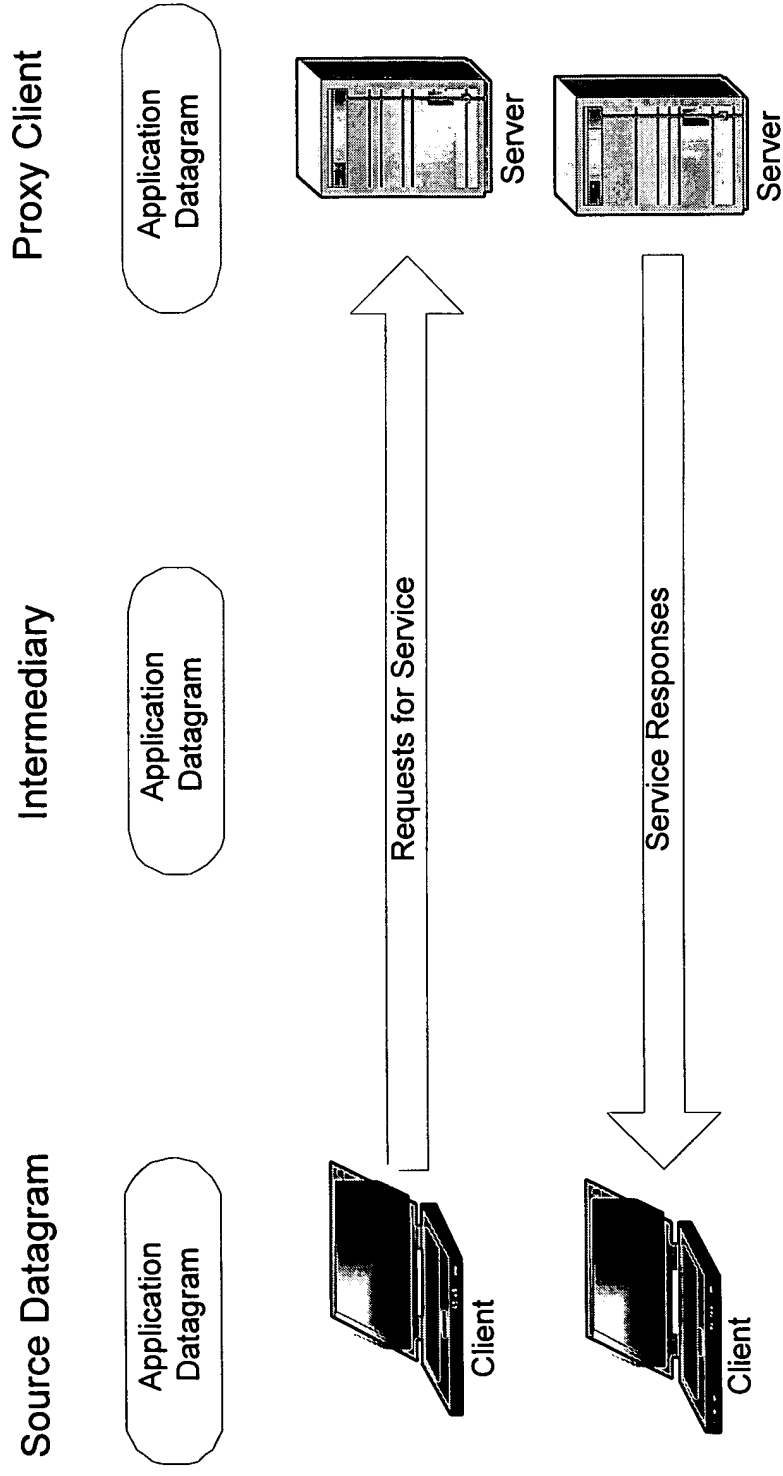 Source Datagram
Intermediary
Proxy Client
Application
Datagram
Application
Datagram
Application
Datagram
Requests for Service
Client
Server
Service Responses
Client
Server